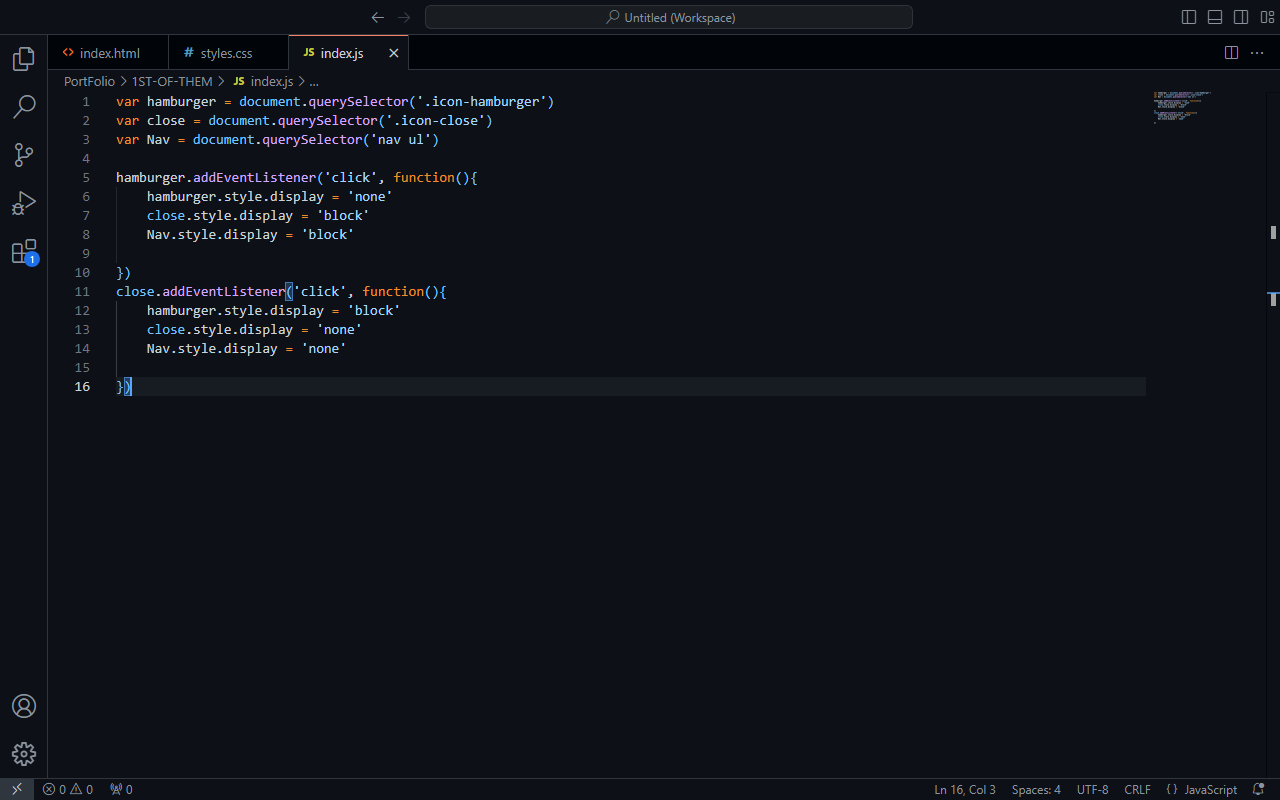 Untitled (Workspace)
index.html
styles.css
JS index.js
PortFolio > 1ST-OF-THEM > JS index.js > ...
1 var hamburger = document.querySelector('.icon-hamburger')
2 var close = document.querySelector('.icon-close')
3 var Nav = document.querySelector('nav ul')
4
5 hamburger.addEventListener('click', function(){
6 hamburger.style.display = 'none'
7 close.style.display = 'block'
8 Nav.style.display = 'block'
9
10 })
11 close.addEventListener('click', function(){
12 hamburger.style.display = 'block'
13 close.style.display = 'none'
14 Nav.style.display = 'none'
15
16 })
1
0 0 0
Ln 16, Col 3
Spaces: 4
UTF-8
CRLF
{ } JavaScript